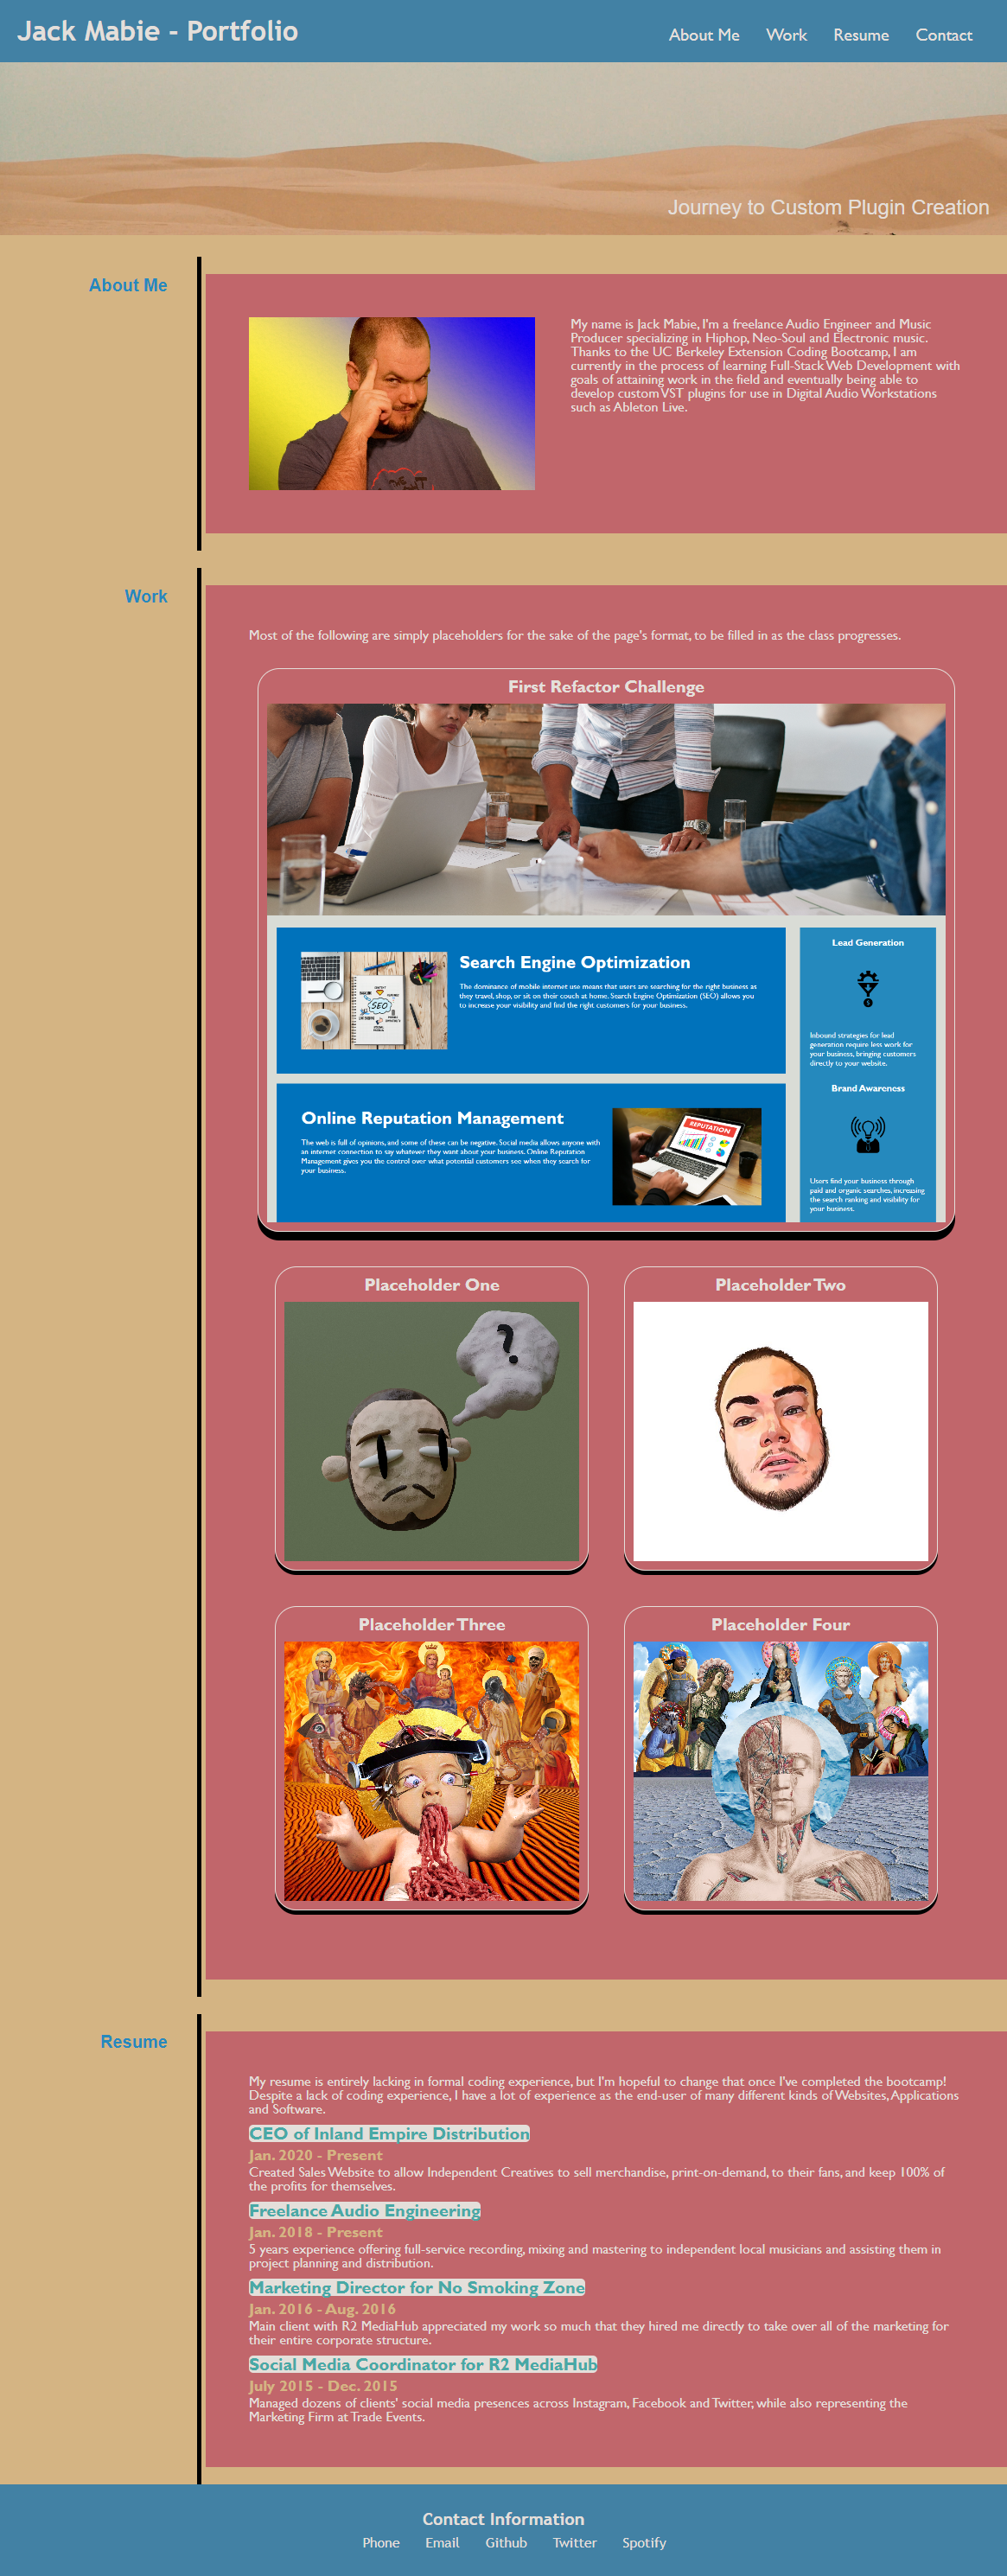 Jack Mabie - Portfolio
About Me Work Resume Contact
Journey to Custom Plugin Creation
About Me
My name is Jack Mabie, I'm a freelance Audio Engineer and Music
Producer specializing in Hiphop, Neo-Soul and Electronic music.
Thanks to the UC Berkeley Extension Coding Bootcamp, I am
currently in the process of learning Full-Stack Web Development with
goals of attaining work in the field and eventually being able to
develop custom VST plugins for use in Digital Audio Workstations
such as Ableton Live.
Work
Most of the following are simply placeholders for the sake of the page's format, to be filled in as the class progresses.
First Refactor Challenge
Search Engine Optimization
The dominance of mobile internet use means that users are searching for the right business as
they travel, shop, or sit on their couch at home. Search Engine Optimization (SEO) allows you
to increase your visibility and find the right customers for your business.
SEO
Lead Generation
Inbound strategies for lead
generation require less work for
your business, bringing customers
directly to your website.
Online Reputation Management
The web is full of opinions, and some of these can be negative. Social media allows anyone with
an internet connection to say whatever they want about your business. Online Reputation
Management gives you the control over what potential customers see when they search for
your business.
REPUTATION
Brand Awareness
Users find your business through
paid and organic searches, increasing
the search ranking and visibility for
your business.
Placeholder One
?
Placeholder Two
Placeholder Three
Placeholder Four
Resume
My resume is entirely lacking in formal coding experience, but I'm hopeful to change that once I've completed the bootcamp!
Despite a lack of coding experience, I have a lot of experience as the end-user of many different kinds of Websites, Applications
and Software.
CEO of Inland Empire Distribution
Jan. 2020 - Present
Created Sales Website to allow Independent Creatives to sell merchandise, print-on-demand, to their fans, and keep 100% of
the profits for themselves.
Freelance Audio Engineering
Jan. 2018 - Present
5 years experience offering full-service recording, mixing and mastering to independent local musicians and assisting them in
project planning and distribution.
Marketing Director for No Smoking Zone
Jan. 2016 - Aug. 2016
Main client with R2 MediaHub appreciated my work so much that they hired me directly to take over all of the marketing for
their entire corporate structure.
Social Media Coordinator for R2 MediaHub
July 2015 - Dec. 2015
Managed dozens of clients' social media presences across Instagram, Facebook and Twitter, while also representing the
Marketing Firm at Trade Events.
Contact Information
Phone Email Github Twitter Spotify